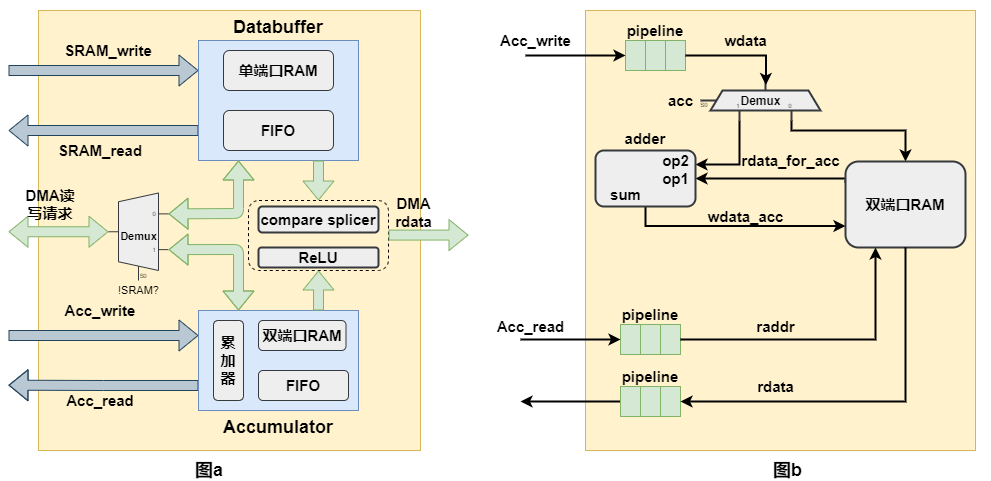 Databuffer
SRAM_write
单端口RAM
FIFO
SRAM_read
DMA读
写请求
Demux
0
1
S0
!SRAM?
compare splicer
ReLU
DMA
rdata
Acc_write
累
加
器
双端口RAM
FIFO
Acc_read
Accumulator
图a
Acc_write
pipeline
wdata
acc
S0
Demux
1
0
adder
op2
op1
sum
rdata_for_acc
wdata_acc
双端口RAM
Acc_read
pipeline
raddr
pipeline
rdata
图b